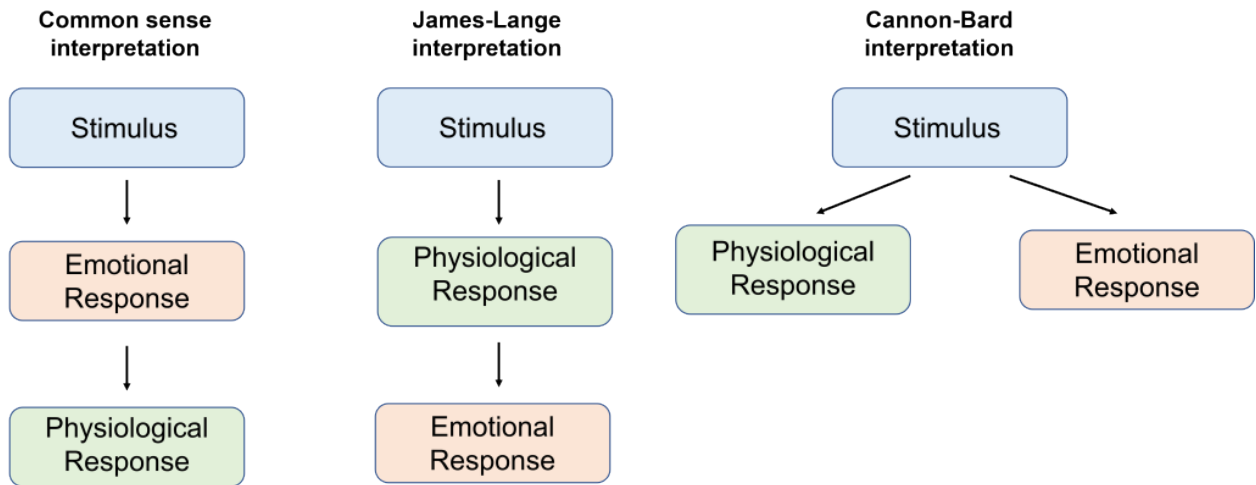 Common sense
interpretation
Stimulus
Emotional
Response
Physiological
Response
James-Lange
interpretation
Stimulus
Physiological
Response
Emotional
Response
Cannon-Bard
interpretation
Stimulus
Physiological
Response
Emotional
Response